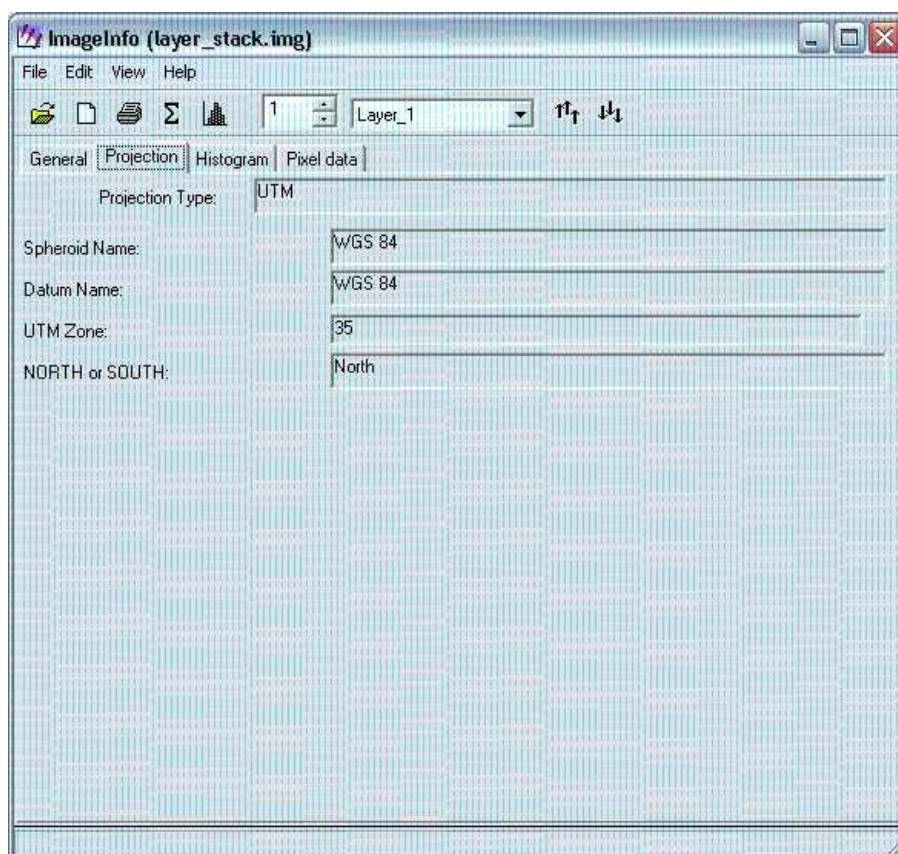 ImageInfo (layer_stack.img)
File Edit View Help
Σ 1 Layer_1
General Projection Histogram Pixel data
Projection Type: UTM
Spheroid Name: WGS 84
Datum Name: WGS 84
UTM Zone: 35
NORTH or SOUTH: North